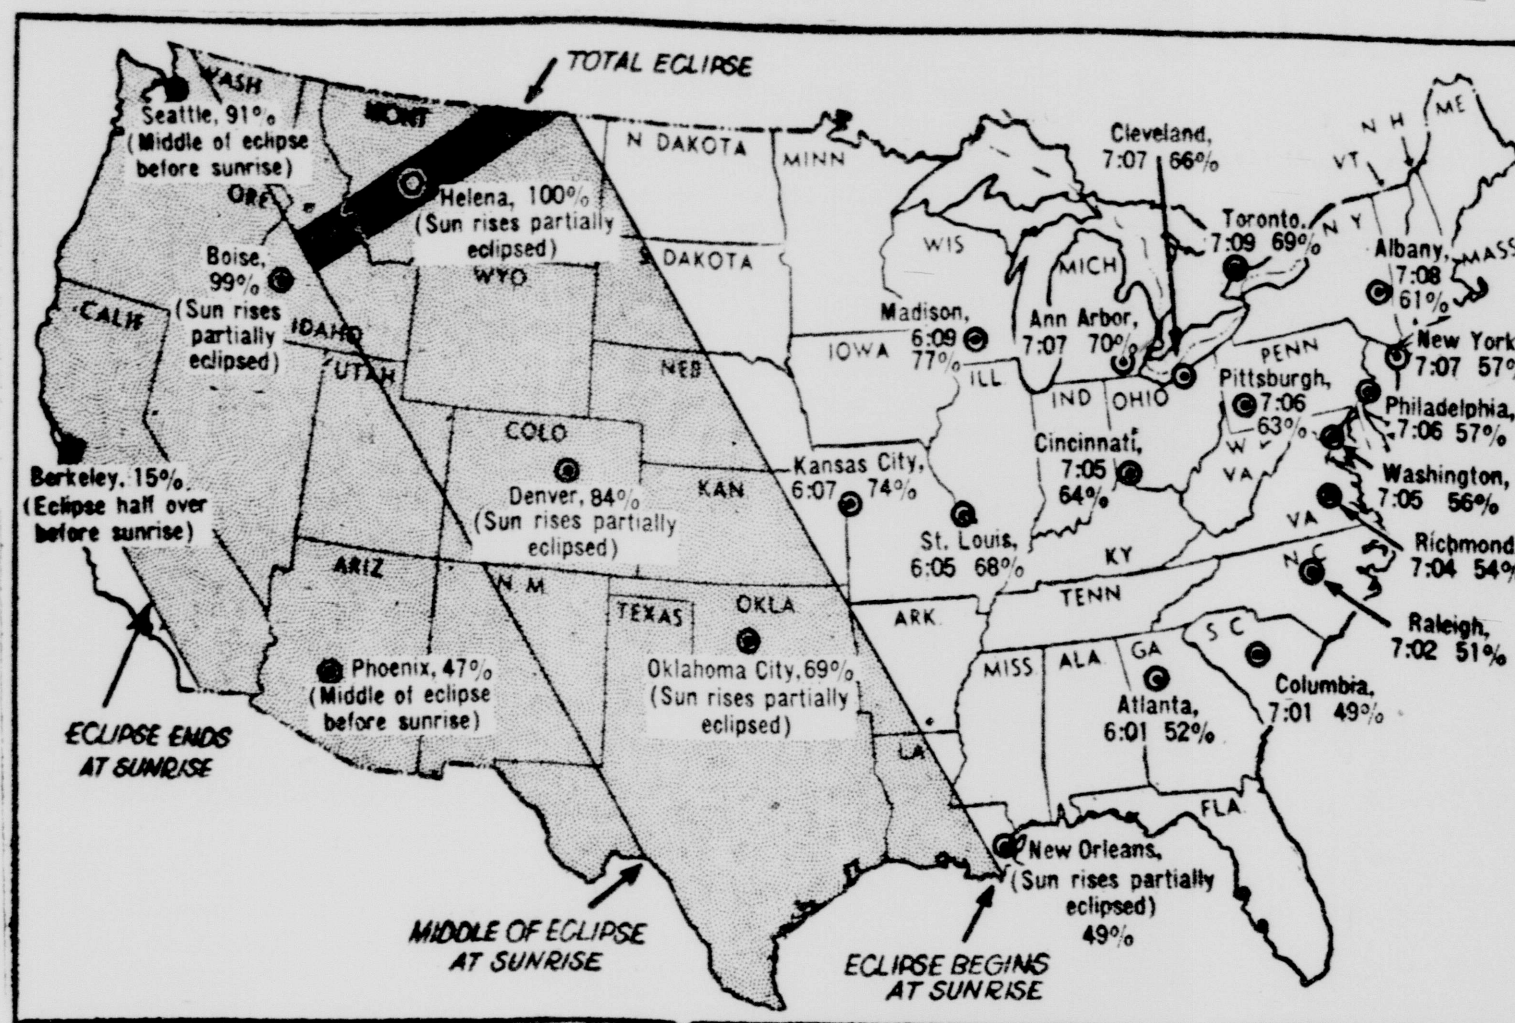 TOTAL ECLIPSE
WASH
Seattle, 91%
(Middle of eclipse
before sunrise)
MONT
ORE
Helena, 100%
(Sun rises partially
eclipsed)
Boise,
99%
(Sun rises
partially
eclipsed)
IDAHO
WYO
N DAKOTA
S DAKOTA
MINN
WIS
MICH
Cleveland,
7:07 66%
Toronto.
7:09 69%
N H
ME
VT
N Y
Albany,
7:08
61%
MASS
CALIF
UTAH
NEB
IOWA
Madison,
6:09
77%
ILL
Ann Arbor,
7:07 70%
IND
OHIO
PENN
Pittsburgh,
7:06
63%
New York
7:07 57%
Philadelphia,
7:06 57%
Berkeley, 15%.
(Eclipse half over
before sunrise)
COLO
Denver, 84%
(Sun rises partially
eclipsed)
KAN
Kansas City,
6:07 74%
Cincinnati,
7:05
64%
W
VA
Washington,
7:05 56%
St. Louis,
6:05 68%
KY
VA
Richmond
7:04 54%
ARIZ
N M
TEXAS
OKLA
ARK
TENN
N C
Raleigh,
7:02 51%
Phoenix, 47%
(Middle of eclipse
before sunrise)
Oklahoma City, 69%
(Sun rises partially
eclipsed)
MISS
ALA
GA
S C
Atlanta,
6:01 52%
Columbia,
7:01 49%
LA
FLA
ECLIPSE ENDS
AT SUNRISE
MIDDLE OF ECLIPSE
AT SUNRISE
New Orleans,
(Sun rises partially
eclipsed)
49%
ECLIPSE BEGINS
AT SUNRISE